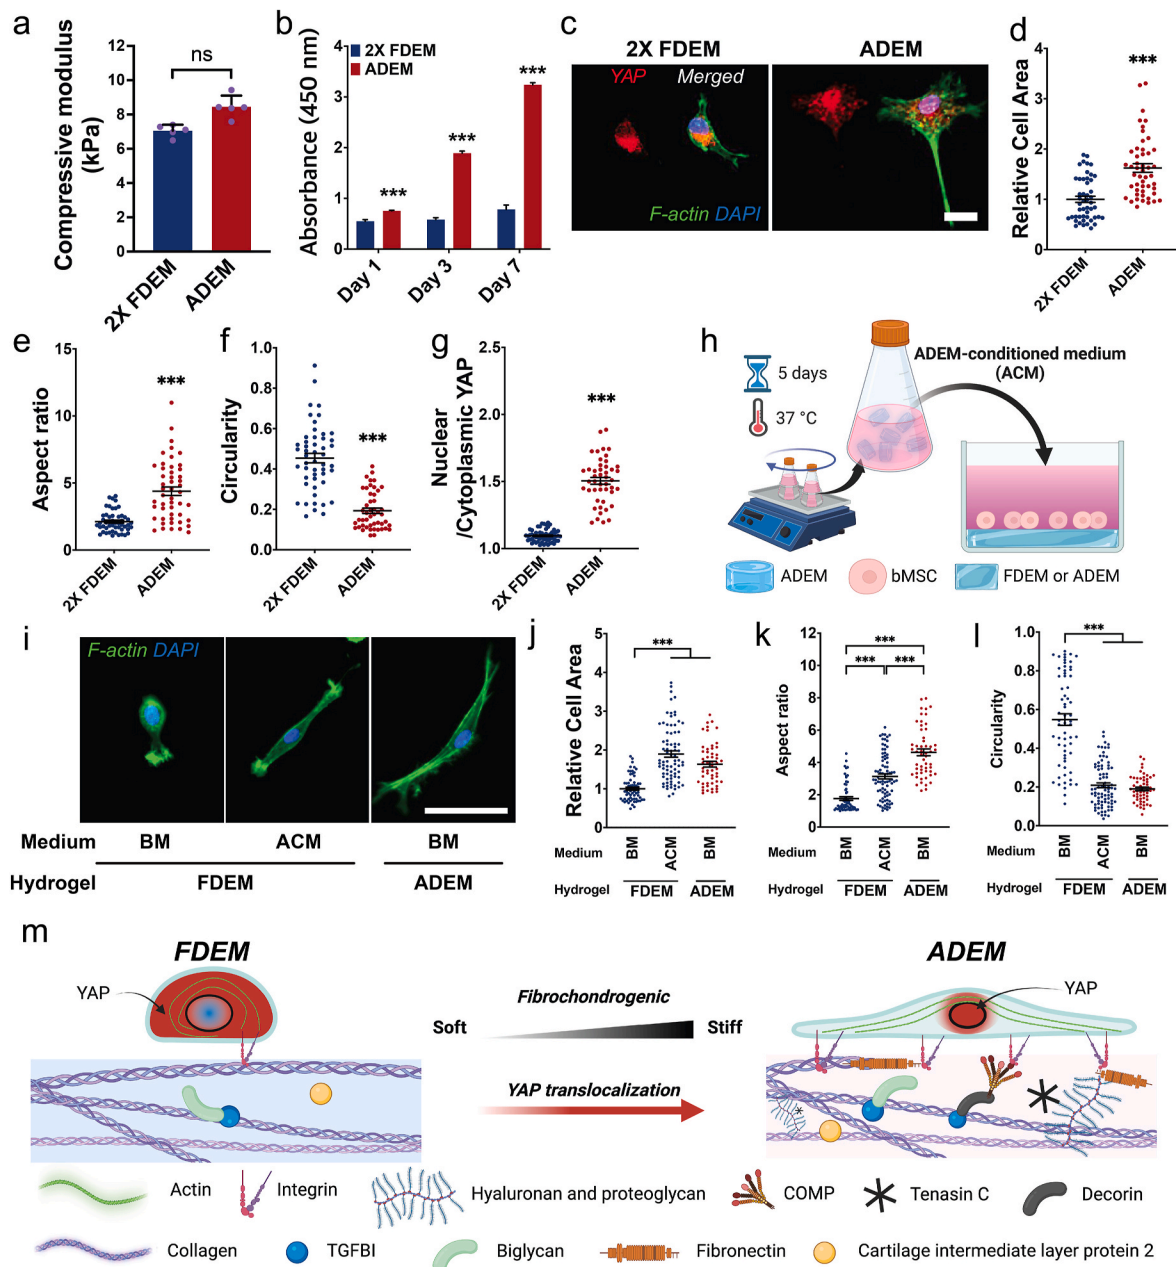 a
Compressive modulus
(kPa)
12
10
8
6
4
2
0
ns
2X FDEM
ADEM
b
Absorbance (450 nm)
4
3
2
1
0
2X FDEM
ADEM
***
***
***
Day 1
Day 3
Day 7
c
2X FDEM
ADEM
YAP
Merged
F-actin DAPI
d
Relative Cell Area
4
3
2
1
0
***
2X FDEM
ADEM
e
Aspect ratio
15
10
5
0
***
2X FDEM
ADEM
f
Circularity
1.0
0.8
0.6
0.4
0.2
0.0
***
2X FDEM
ADEM
g
Nuclear
/Cytoplasmic YAP
2.5
2.0
1.5
1.0
***
2X FDEM
ADEM
h
5 days
37 °C
ADEM-conditioned medium
(ACM)
ADEM
bMSC
FDEM or ADEM
i
F-actin DAPI
Medium BM ACM BM
Hydrogel FDEM ADEM
j
Relative Cell Area
5
4
3
2
1
0
***
Medium BM ACM BM
Hydrogel FDEM ADEM
k
Aspect ratio
12
10
8
6
4
2
0
***
*** ***
Medium BM ACM BM
Hydrogel FDEM ADEM
l
Circularity
1.0
0.8
0.6
0.4
0.2
0.0
***
Medium BM ACM BM
Hydrogel FDEM ADEM
m
FDEM
ADEM
YAP
YAP
Fibrochondrogenic
Soft
Stiff
YAP translocalization
Actin
Integrin
Hyaluronan and proteoglycan
COMP
Tenasin C
Decorin
Collagen
TGFBI
Biglycan
Fibronectin
Cartilage intermediate layer protein 2